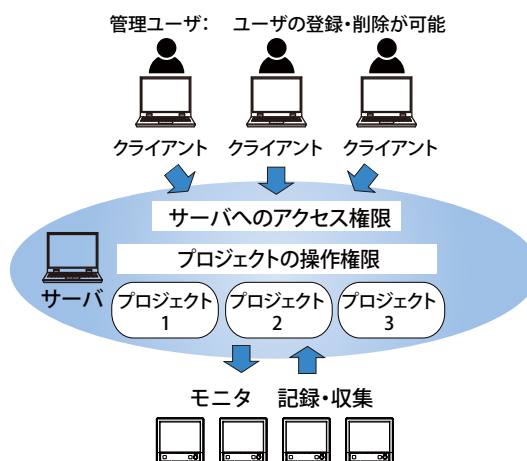 管理ユーザ： ユーザの登録・削除が可能
クライアント クライアント クライアント
サーバへのアクセス権限
プロジェクトの操作権限
サーバ
プロジェクト
1
プロジェクト
2
プロジェクト
3
モニタ 記録・収集